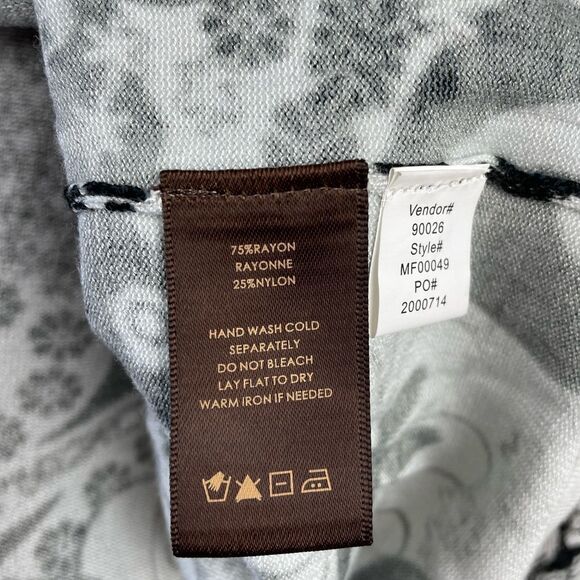 75%RAYON
RAYONNE
25%NYLON
HAND WASH COLD
SEPARATELY
DO NOT BLEACH
LAY FLAT TO DRY
WARM IRON IF NEEDED
Vendor#
90026
Style#
MF00049
PO#
2000714